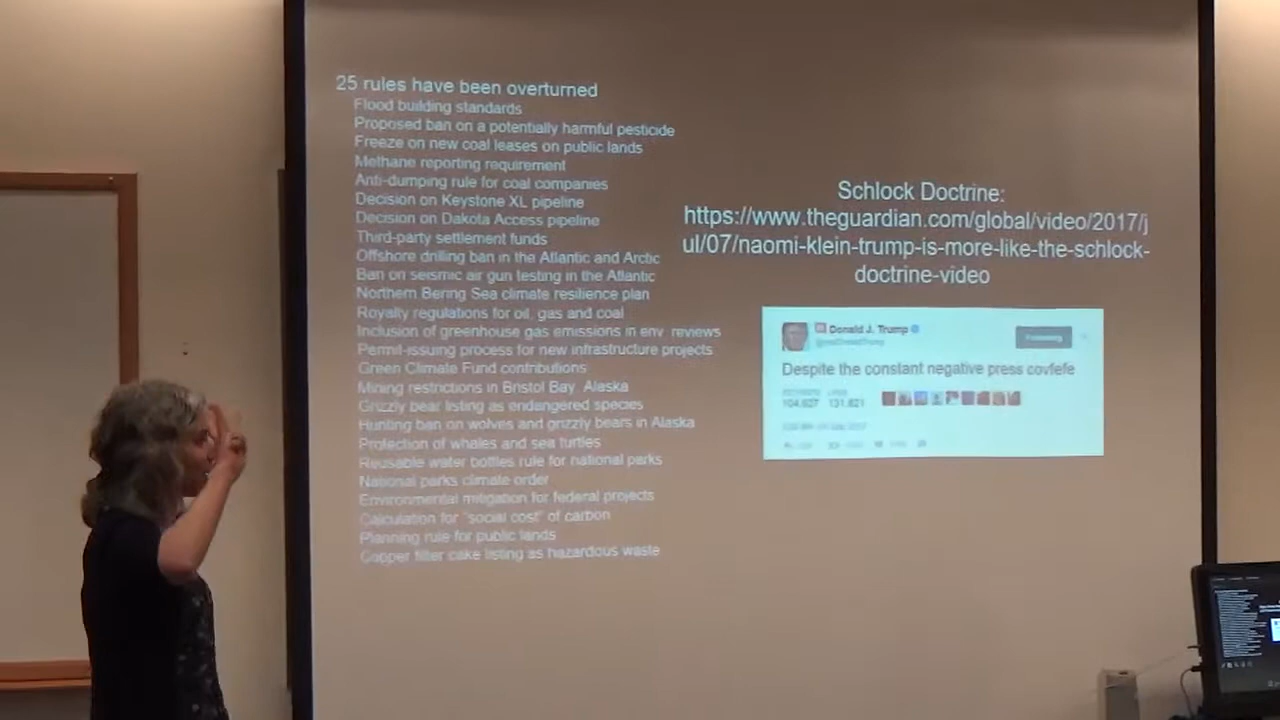 25 rules have been overturned
Flood building standards
Proposed ban on a potentially harmful pesticide
Freeze on new coal leases on public lands
Methane reporting requirement
Anti-dumping rule for coal companies
Decision on Keystone XL pipeline
Decision on Dakota Access pipeline
Third-party settlement funds
Offshore drilling ban in the Atlantic and Arctic
Ban on seismic air gun testing in the Atlantic
Northern Bering Sea climate resilience plan
Royalty regulations for oil, gas and coal
Inclusion of greenhouse gas emissions in env. reviews
Permit-issuing process for new infrastructure projects
Green Climate Fund contributions
Mining restrictions in Bristol Bay, Alaska
Grizzly bear listing as endangered species
Hunting ban on wolves and grizzly bears in Alaska
Protection of whales and sea turtles
Reusable water bottles rule for national parks
National parks climate order
Environmental mitigation for federal projects
Calculation for "social cost" of carbon
Planning rule for public lands
Copper filter cake listing as hazardous waste
Schlock Doctrine:
https://www.theguardian.com/global/video/2017/j
ul/07/naomi-klein-trump-is-more-like-the-schlock-
doctrine-video
Donald J. Trump
@realDonaldTrump
Following
Despite the constant negative press covfefe